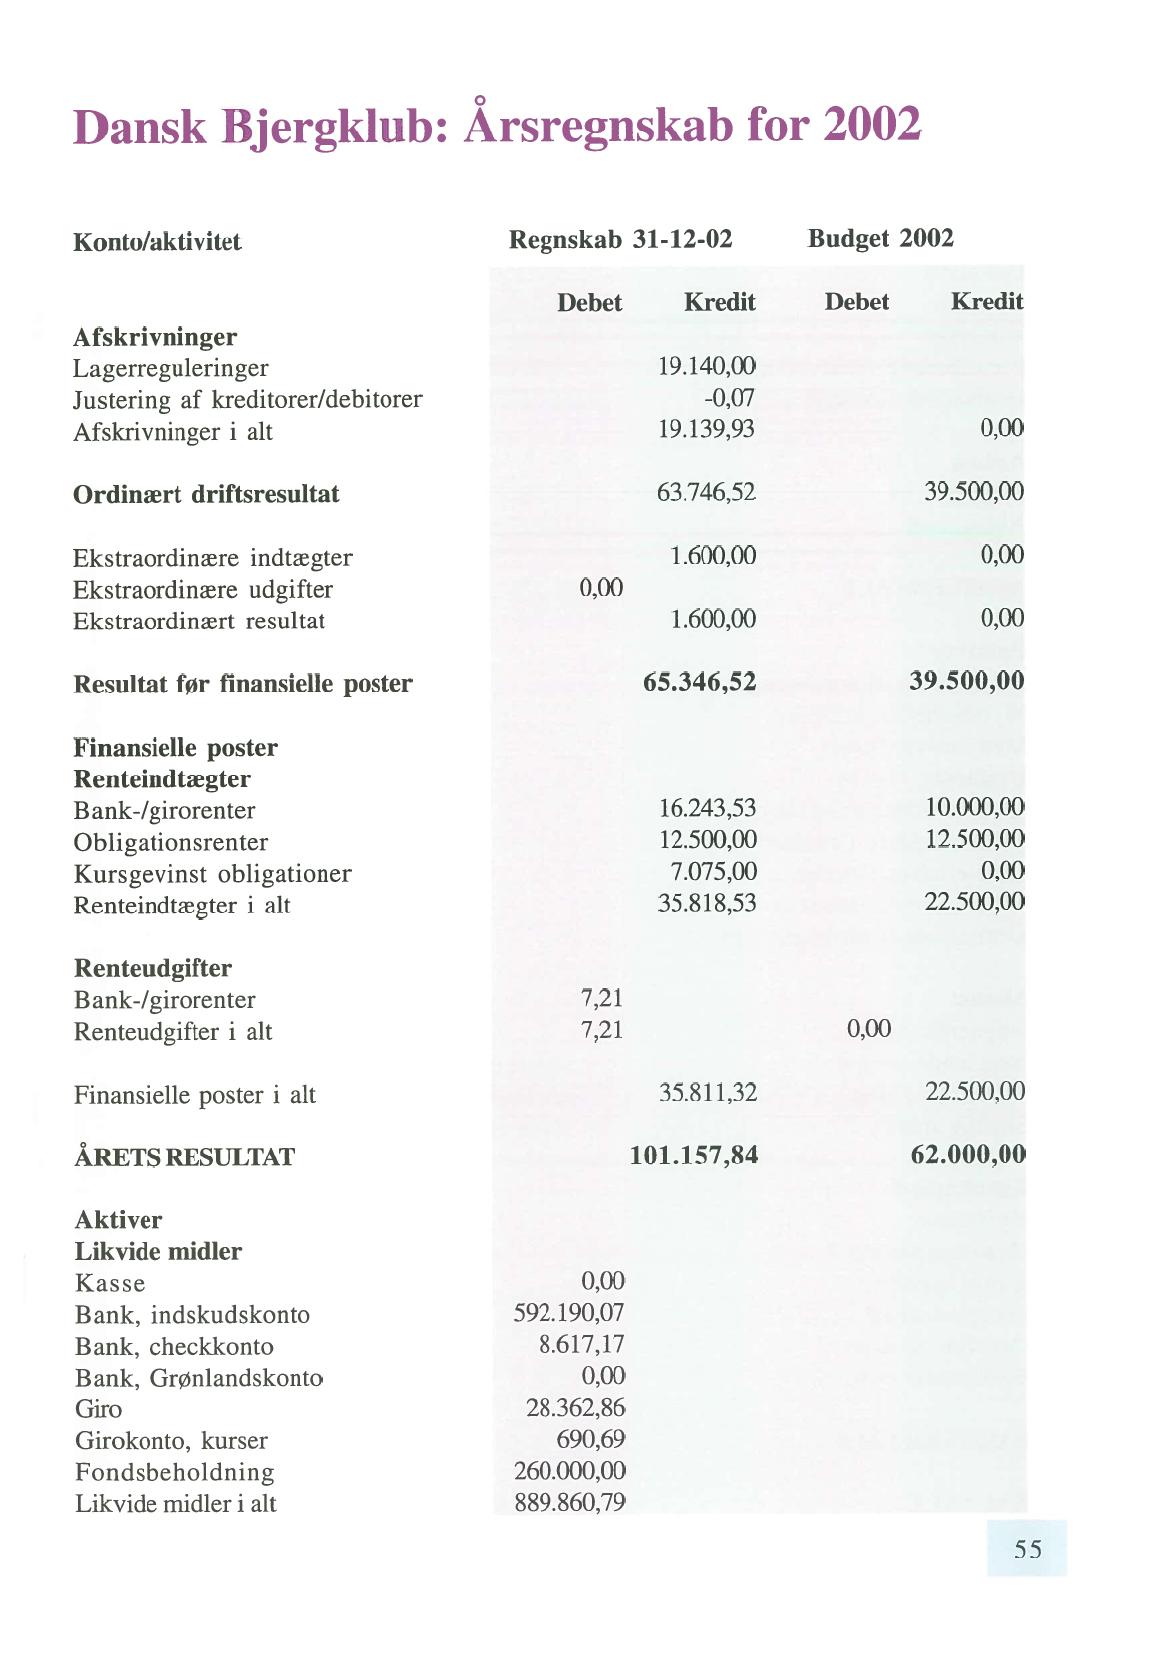 Dansk Bjergklub: Årsregnskab for 2002
Konto/aktivitet Regnskab 31-12-02 Budget 2002
Debet Kredit Debet Kredit
Afskrivninger
Lagerreguleringer 19.140,00
Justering af kreditorer/debitorer -0,07
Afskrivninger i alt 19.139,93 0,00
Ordinært driftsresultat 63.746,52 39.500,00
Ekstraordinære indtægter 1.600,00 0,00
Ekstraordinære udgifter 0,00
Ekstraordinært resultat 1.600,00 0,00
Resultat før finansielle poster 65.346,52 39.500,00
Finansielle poster
Renteindtægter
Bank-/girorenter 16.243,53 10.000,00
Obligationsrenter 12.500,00 12.500,00
Kursgevinst obligationer 7.075,00 0,00
Renteindtægter i alt 35.818,53 22.500,00
Renteudgifter
Bank-/girorenter 7,21
Renteudgifter i alt 7,21 0,00
Finansielle poster i alt 35.811,32 22.500,00
ÅRETS RESULTAT 101.157,84 62.000,00
Aktiver
Likvide midler
Kasse 0,00
Bank, indskudskonto 592.190,07
Bank, checkkonto 8.617,17
Bank, Grønlandskonto 0,00
Giro 28.362,86
Girokonto, kurser 690,69
Fondsbeholdning 260.000,00
Likvide midler i alt 889.860,79
55